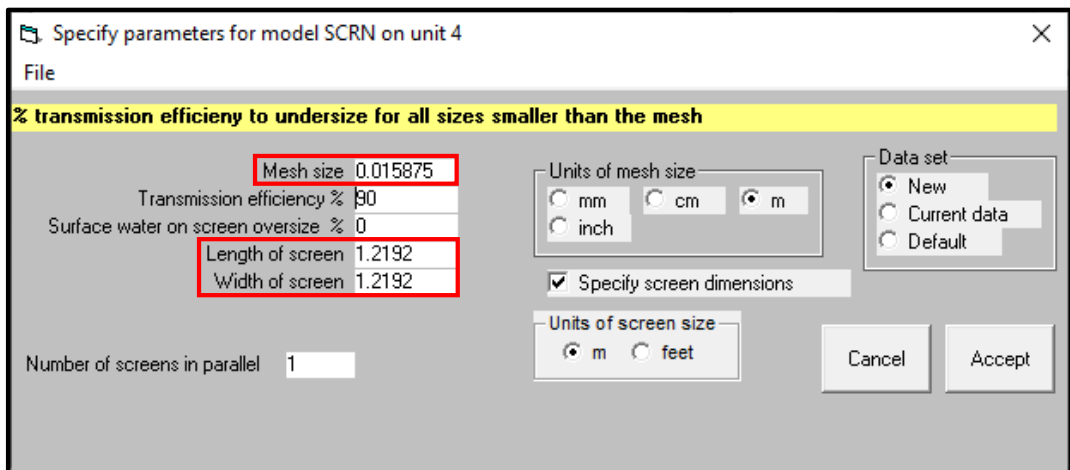 Specify parameters for model SCRN on unit 4
File
% transmission efficieny to undersize for all sizes smaller than the mesh
Mesh size 0.015875
Transmission efficiency % 90
Surface water on screen oversize % 0
Length of screen 1.2192
Width of screen 1.2192
Number of screens in parallel 1
Units of mesh size
mm cm m
inch
Specify screen dimensions
Units of screen size
m feet
Data set
New
Current data
Default
Cancel Accept